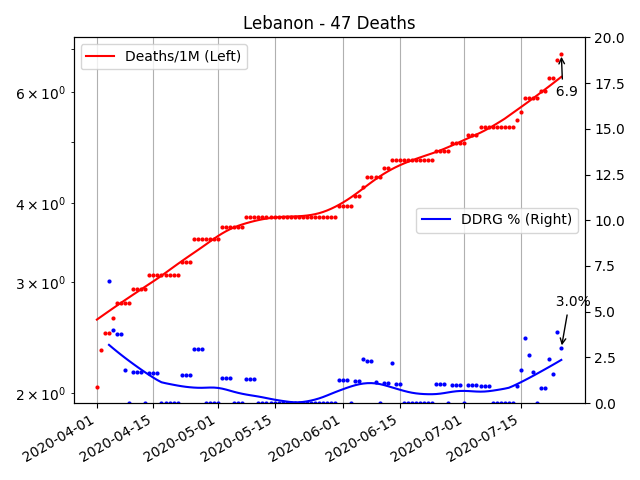 Lebanon - 47 Deaths
Deaths/1M (Left)
DDRG % (Right)
6.9
3.0%
6 × 10⁰
4 × 10⁰
3 × 10⁰
2 × 10⁰
20.0
17.5
15.0
12.5
10.0
7.5
5.0
2.5
0.0
2020-04-01
2020-04-15
2020-05-01
2020-05-15
2020-06-01
2020-06-15
2020-07-01
2020-07-15